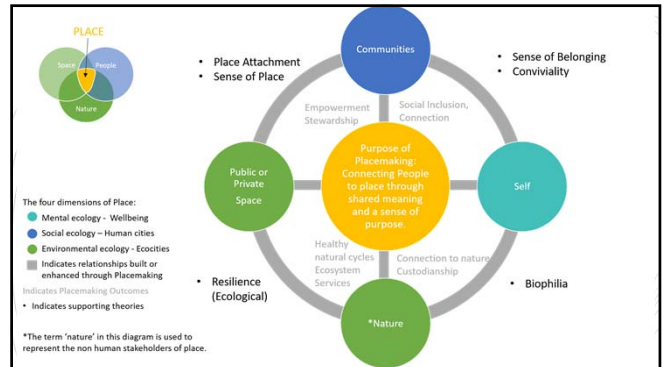 PLACE
Space
People
Nature
• Place Attachment
• Sense of Place
Communities
• Sense of Belonging
• Conviviality
Empowerment
Stewardship
Social Inclusion,
Connection
Public or
Private
Space
Purpose of
Placemaking:
Connecting People
to place through
shared meaning
and a sense of
purpose.
Self
The four dimensions of Place:
Mental ecology - Wellbeing
Social ecology – Human cities
Environmental ecology - Ecocities
Indicates relationships built or
enhanced through Placemaking
Indicates Placemaking Outcomes
• Indicates supporting theories
*The term ‘nature’ in this diagram is used to
represent the non human stakeholders of place.
Healthy
natural cycles
Ecosystem
Services
Connection to nature
Custodianship
• Resilience
(Ecological)
• Biophilia
*Nature